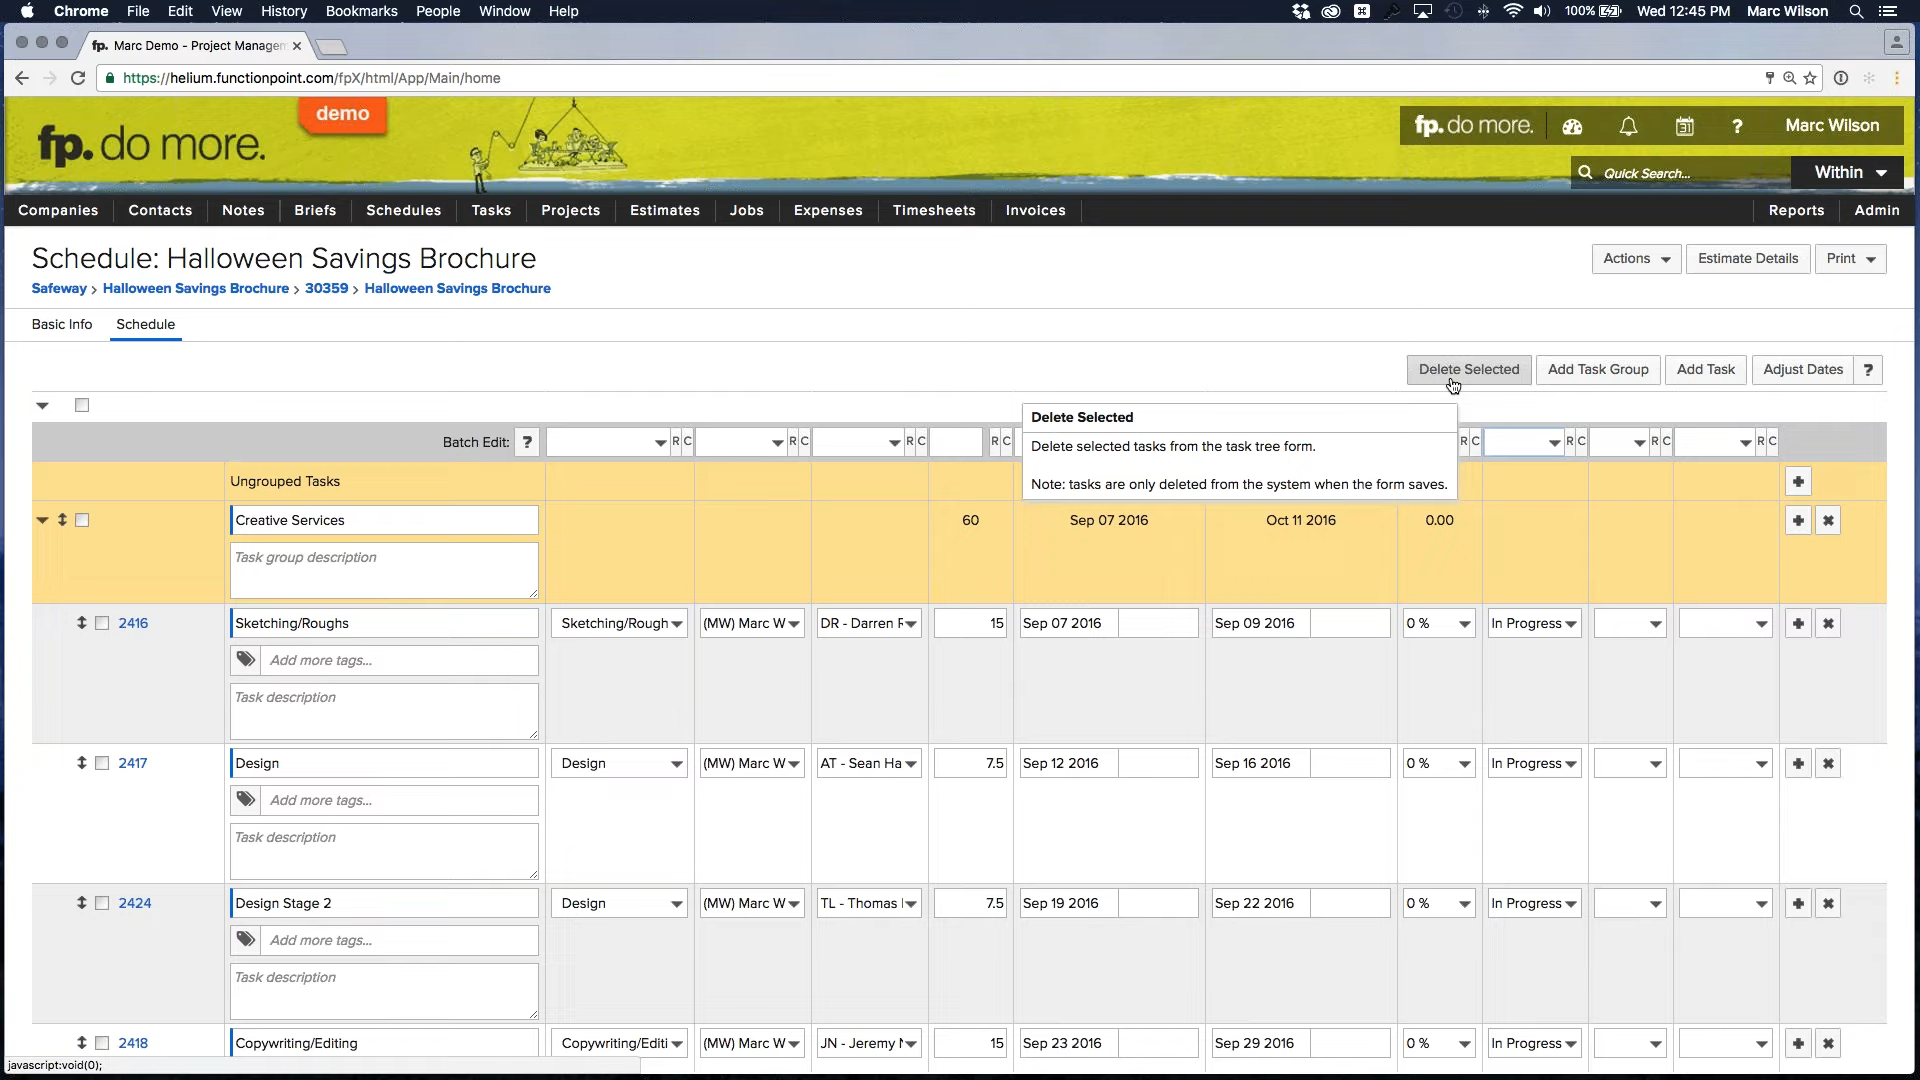 Chrome File Edit View History Bookmarks People Window Help 100% Wed 12:45 PM Marc Wilson
fp. Marc Demo - Project Managem
https://helium.functionpoint.com/fpX/html/App/Main/home
demo
fp. do more.
fp. do more. 31 ? Marc Wilson
Quick Search... Within
Companies Contacts Notes Briefs Schedules Tasks Projects Estimates Jobs Expenses Timesheets Invoices Reports Admin
Schedule: Halloween Savings Brochure
Actions Estimate Details Print
Safeway > Halloween Savings Brochure > 30359 > Halloween Savings Brochure
Basic Info Schedule
Delete Selected Add Task Group Add Task Adjust Dates ?
Delete Selected
Batch Edit: ? R C R C R C R C R C R C R C R C
Delete selected tasks from the task tree form.
Ungrouped Tasks
Note: tasks are only deleted from the system when the form saves.
Creative Services 60 Sep 07 2016 Oct 11 2016 0.00
Task group description
2416 Sketching/Roughs Sketching/Rough (MW) Marc W DR - Darren F 15 Sep 07 2016 Sep 09 2016 0 % In Progress
Add more tags...
Task description
2417 Design Design (MW) Marc W AT - Sean Ha 7.5 Sep 12 2016 Sep 16 2016 0 % In Progress
Add more tags...
Task description
2424 Design Stage 2 Design (MW) Marc W TL - Thomas 7.5 Sep 19 2016 Sep 22 2016 0 % In Progress
Add more tags...
Task description
2418 Copywriting/Editing Copywriting/Editi (MW) Marc W JN - Jeremy 15 Sep 23 2016 Sep 29 2016 0 % In Progress
javascript:void(0);